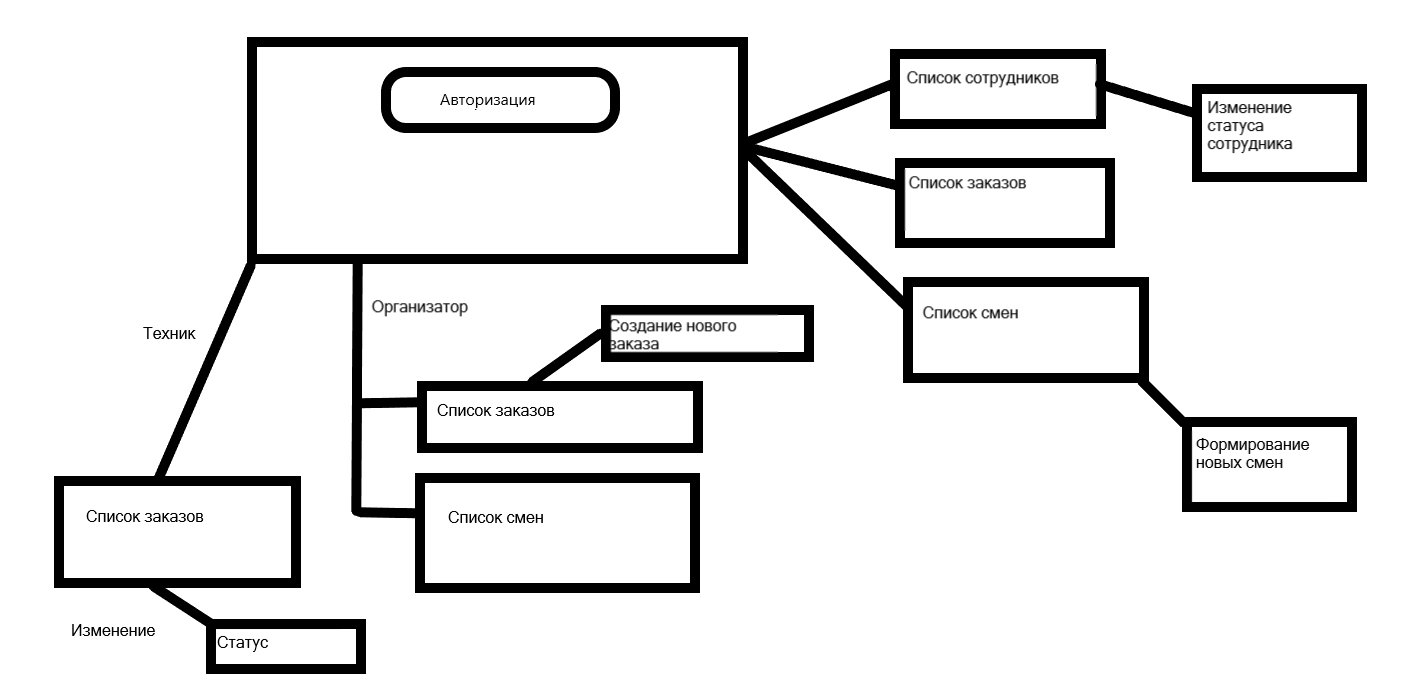 Авторизация
Список сотрудников
Изменение
статуса
сотрудника
Список заказов
Список смен
Формирование
новых смен
Организатор
Создание нового
заказа
Список заказов
Список смен
Техник
Список заказов
Изменение
Статус